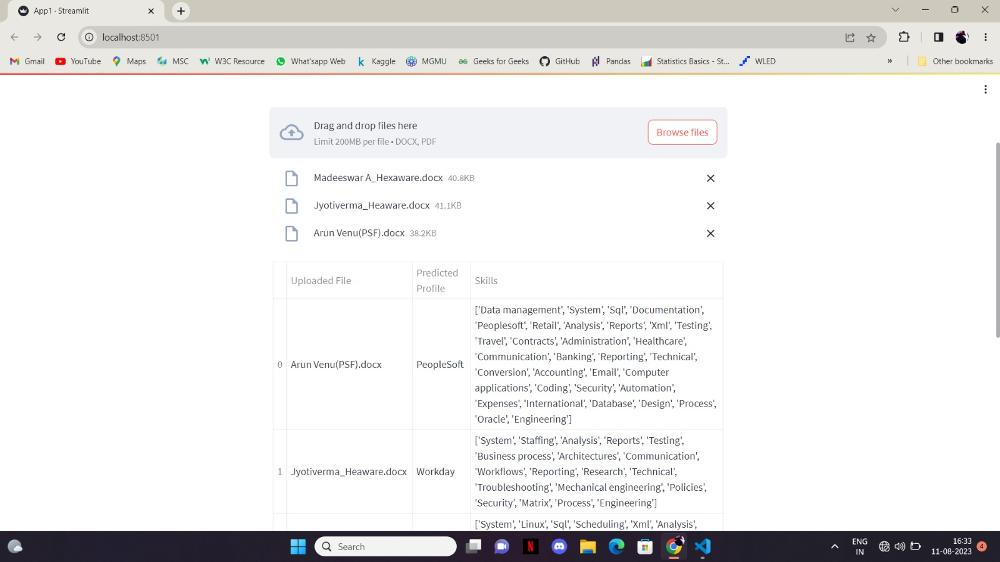 App1 · Streamlit
localhost:8501
Gmail YouTube Maps MSC W3C Resource What'sapp Web Kaggle MGMU Geeks for Geeks GitHub Pandas Statistics Basics - St... WLED » Other bookmarks
Drag and drop files here
Limit 200MB per file • DOCX, PDF
Browse files
Madeeswar A_Hexaware.docx 40.8KB
Jyotiverma_Heaware.docx 41.1KB
Arun Venu(PSF).docx 38.2KB
Uploaded File
Predicted
Profile
Skills
0
Arun Venu(PSF).docx
PeopleSoft
['Data management', 'System', 'Sql', 'Documentation',
'Peoplesoft', 'Retail', 'Analysis', 'Reports', 'Xml', 'Testing',
'Travel', 'Contracts', 'Administration', 'Healthcare',
'Communication', 'Banking', 'Reporting', 'Technical',
'Conversion', 'Accounting', 'Email', 'Computer
applications', 'Coding', 'Security', 'Automation',
'Expenses', 'International', 'Database', 'Design', 'Process',
'Oracle', 'Engineering']
1
Jyotiverma_Heaware.docx
Workday
['System', 'Staffing', 'Analysis', 'Reports', 'Testing',
'Business process', 'Architectures', 'Communication',
'Workflows', 'Reporting', 'Research', 'Technical',
'Troubleshooting', 'Mechanical engineering', 'Policies',
'Security', 'Matrix', 'Process', 'Engineering']
['System', 'Linux', 'Sql', 'Scheduling', 'Xml', 'Analysis',
Search
ENG
IN
16:33
11-08-2023
4